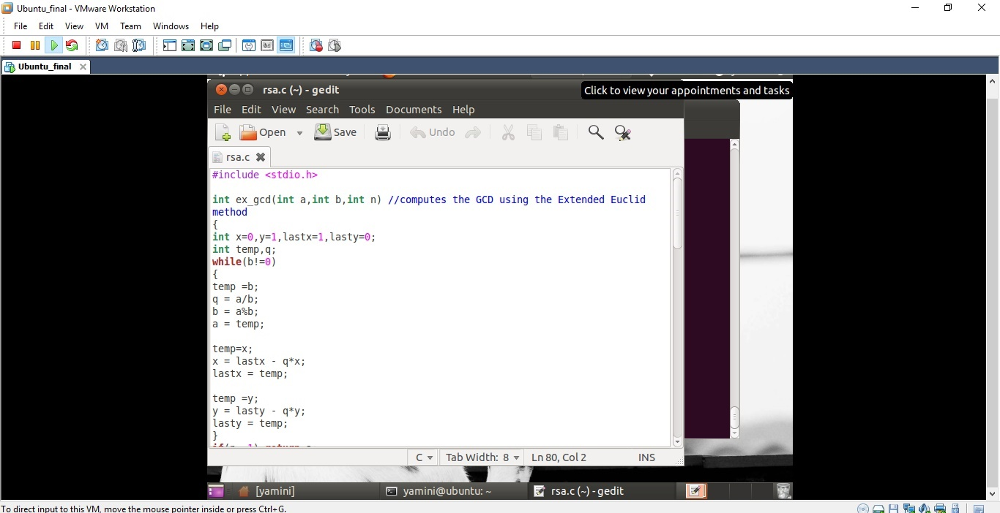 Ubuntu_final - VMware Workstation
File Edit View VM Team Windows Help
Ubuntu_final
rsa.c (~) - gedit
Click to view your appointments and tasks
File Edit View Search Tools Documents Help
Open Save Undo
rsa.c
#include <stdio.h>
int ex_gcd(int a,int b,int n) //computes the GCD using the Extended Euclid
method
{
int x=0,y=1,lastx=1,lasty=0;
int temp,q;
while(b!=0)
{
temp =b;
q = a/b;
b = a%b;
a = temp;
temp=x;
x = lastx - q*x;
lastx = temp;
temp =y;
y = lasty - q*y;
lasty = temp;
}
C Tab Width: 8 Ln 80, Col 2 INS
[yamini] yamini@ubuntu: ~ rsa.c (~) - gedit
To direct input to this VM, move the mouse pointer inside or press Ctrl+G.